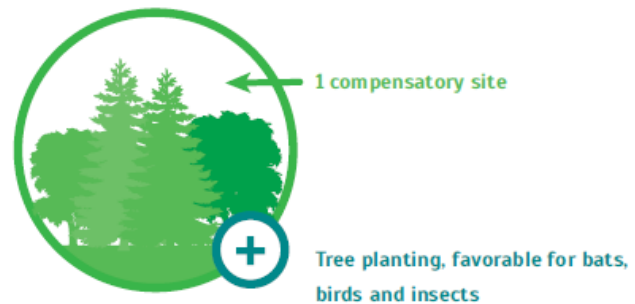 1 compensatory site
Tree planting, favorable for bats,
birds and insects